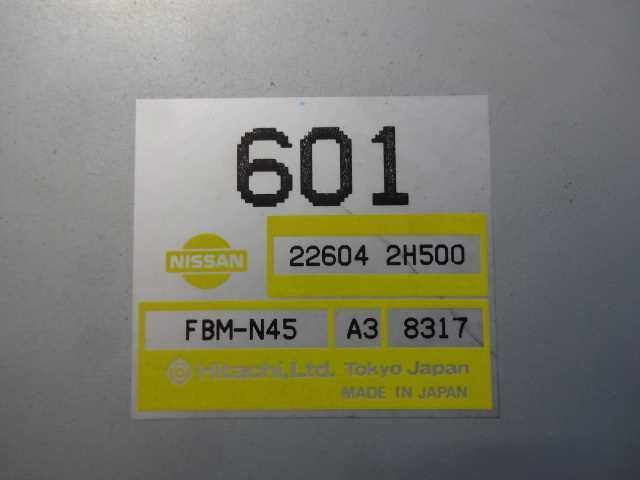 601
NISSAN
22604 2H500
FBM-N45 A3 8317
Hitachi,Ltd. Tokyo Japan
MADE IN JAPAN